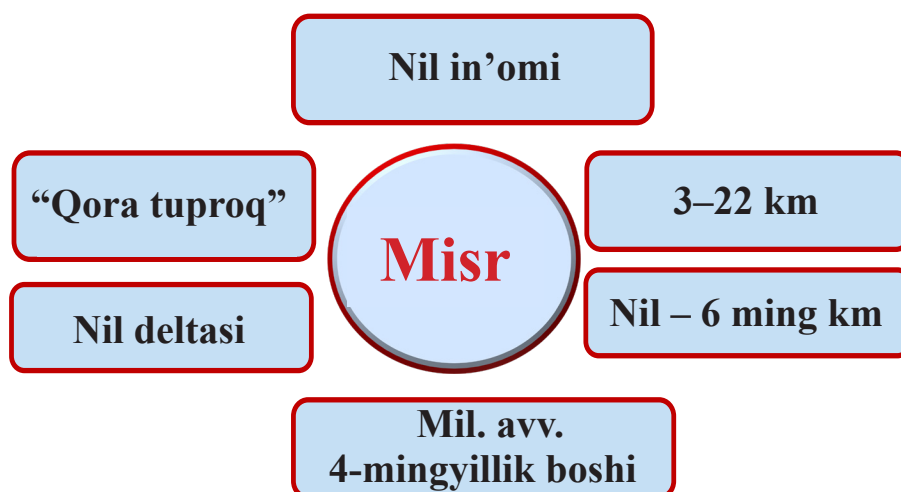 Nil in’omi
“Qora tuproq”
3–22 km
Misr
Nil deltasi
Nil – 6 ming km
Mil. avv.
4-mingyillik boshi